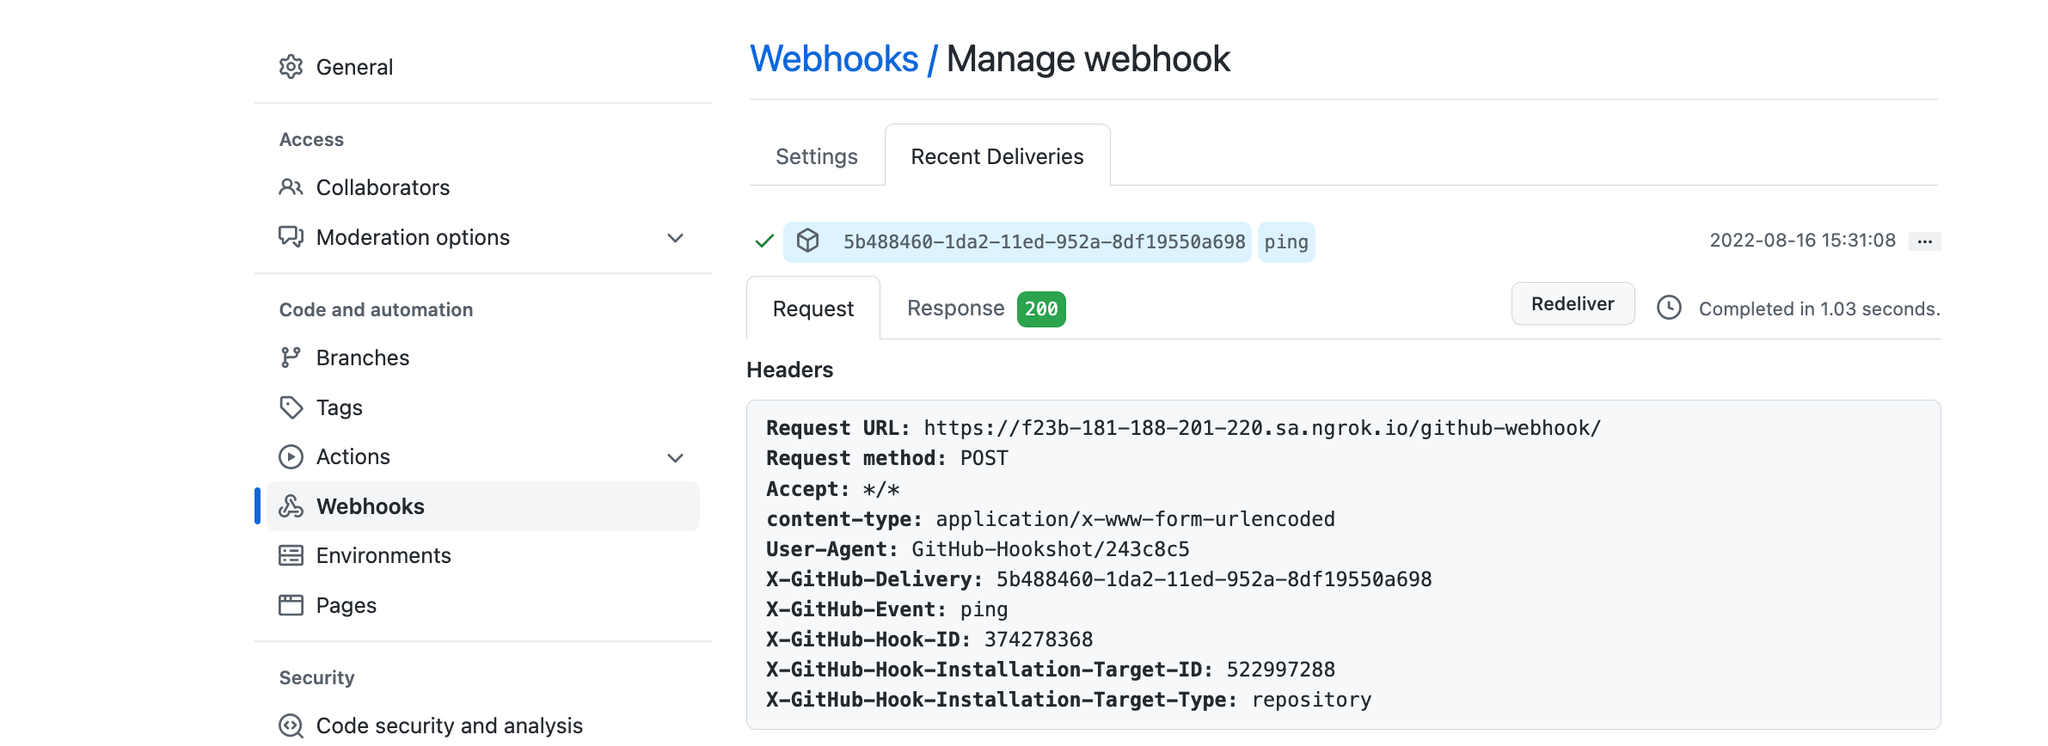 General
Access
Collaborators
Moderation options
Code and automation
Branches
Tags
Actions
Webhooks
Environments
Pages
Security
Code security and analysis
Webhooks / Manage webhook
Settings
Recent Deliveries
5b488460-1da2-11ed-952a-8df19550a698 ping
2022-08-16 15:31:08 ...
Request
Response 200
Redeliver
Completed in 1.03 seconds.
Headers
Request URL: https://f23b-181-188-201-220.sa.ngrok.io/github-webhook/
Request method: POST
Accept: */*
content-type: application/x-www-form-urlencoded
User-Agent: GitHub-Hookshot/243c8c5
X-GitHub-Delivery: 5b488460-1da2-11ed-952a-8df19550a698
X-GitHub-Event: ping
X-GitHub-Hook-ID: 374278368
X-GitHub-Hook-Installation-Target-ID: 522997288
X-GitHub-Hook-Installation-Target-Type: repository